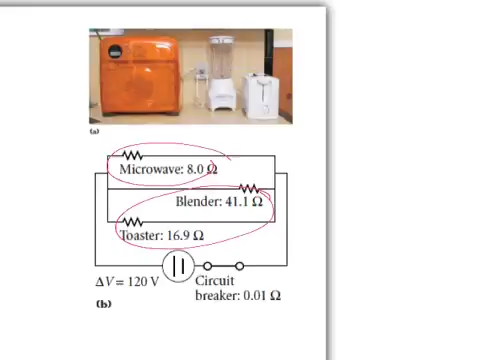 (a)
Microwave: 8.0 Ω
Blender: 41.1 Ω
Toaster: 16.9 Ω
ΔV = 120 V
Circuit
breaker: 0.01 Ω
(b)